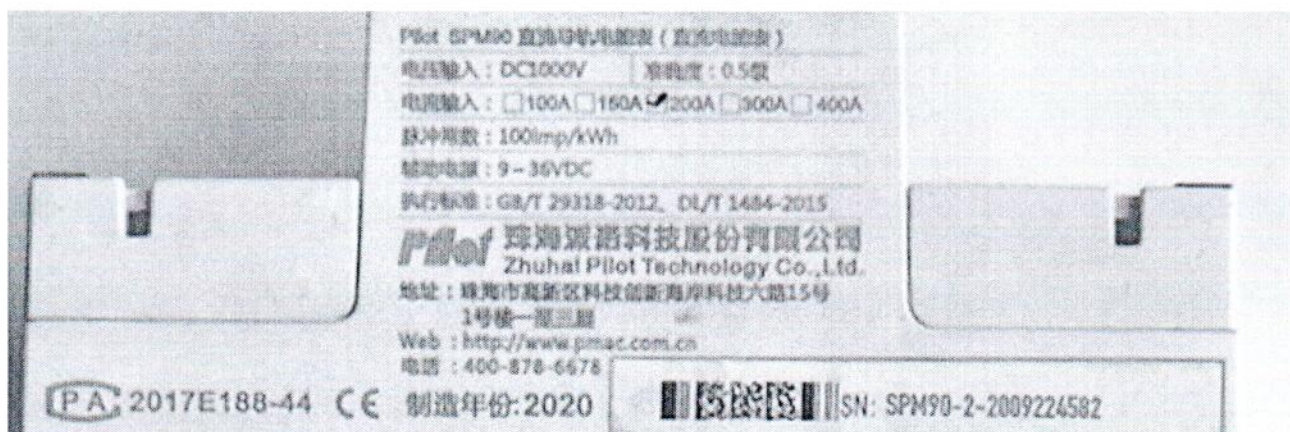 Pilot SPM90 直流导轨电能表（直流电能表）
电压输入：DC1000V 准确度：0.5级
电流输入：□100A□150A☑200A□300A□400A
脉冲常数：100imp/kWh
辅助电源：9~36VDC
执行标准：GB/T 29318-2012、DL/T 1484-2015
Pilot 珠海派诺科技股份有限公司
Zhuhai Pilot Technology Co.,Ltd.
地址：珠海市高新区科技创新海岸科技六路15号
1号楼一层三层
Web：http://www.pmac.com.cn
电话：400-878-6678
PA 2017E188-44 CE 制造年份:2020
SN: SPM90-2-2009224582